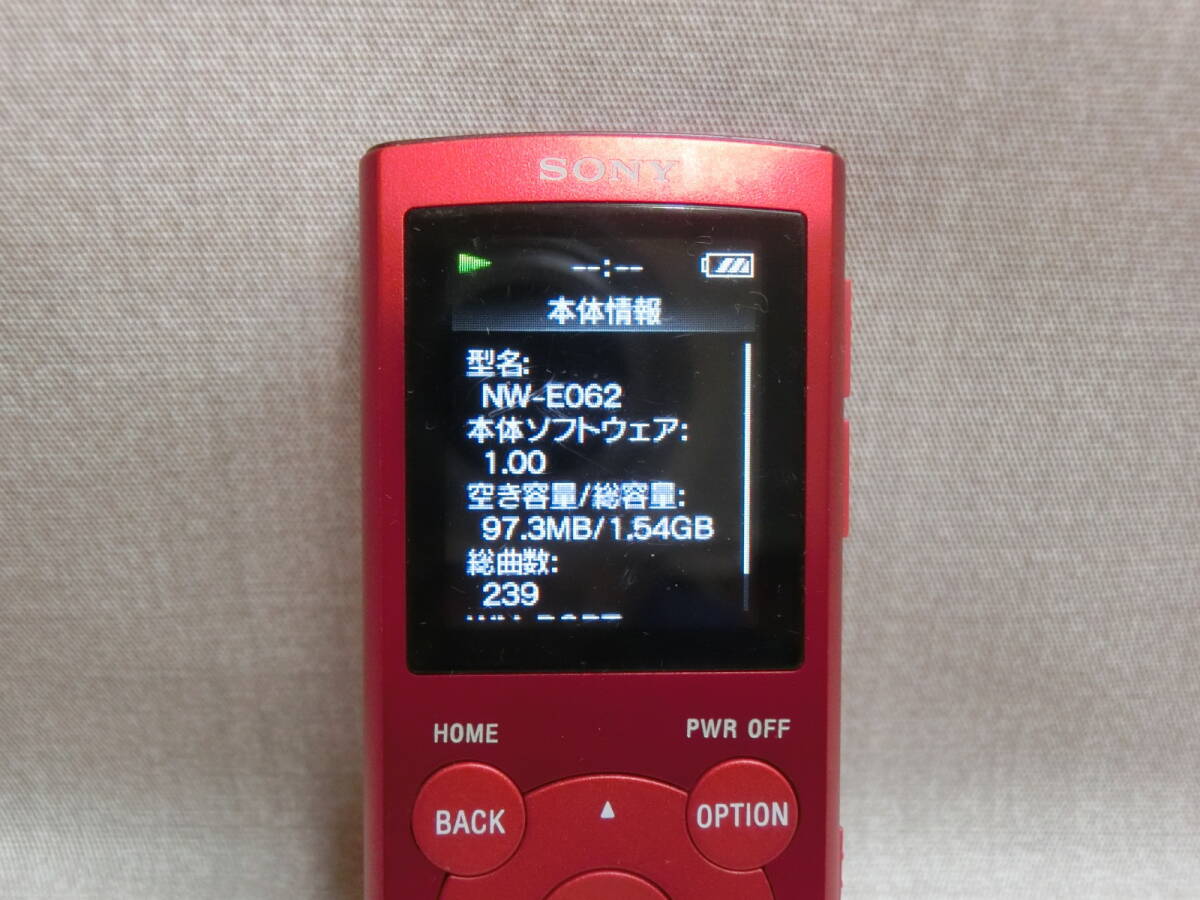 SONY
--:--
本体情報
型名:
NW-E062
本体ソフトウェア:
1.00
空き容量/総容量:
97.3MB/1.54GB
総曲数:
239
HOME
PWR OFF
BACK
OPTION